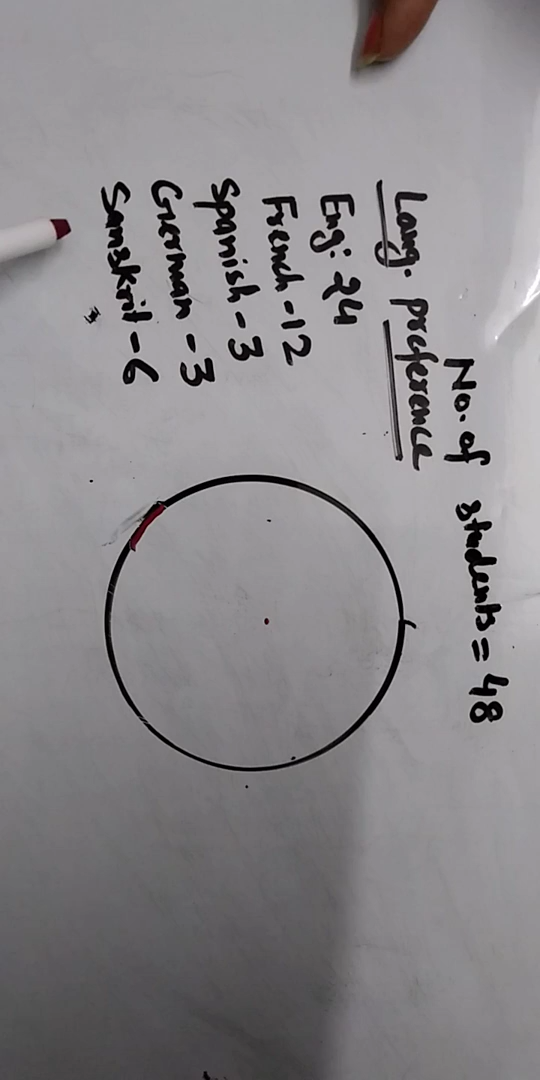 No. of students = 48
Lang. preference
Eng: 24
French - 12
Spanish - 3
German - 3
Sanskrit - 6